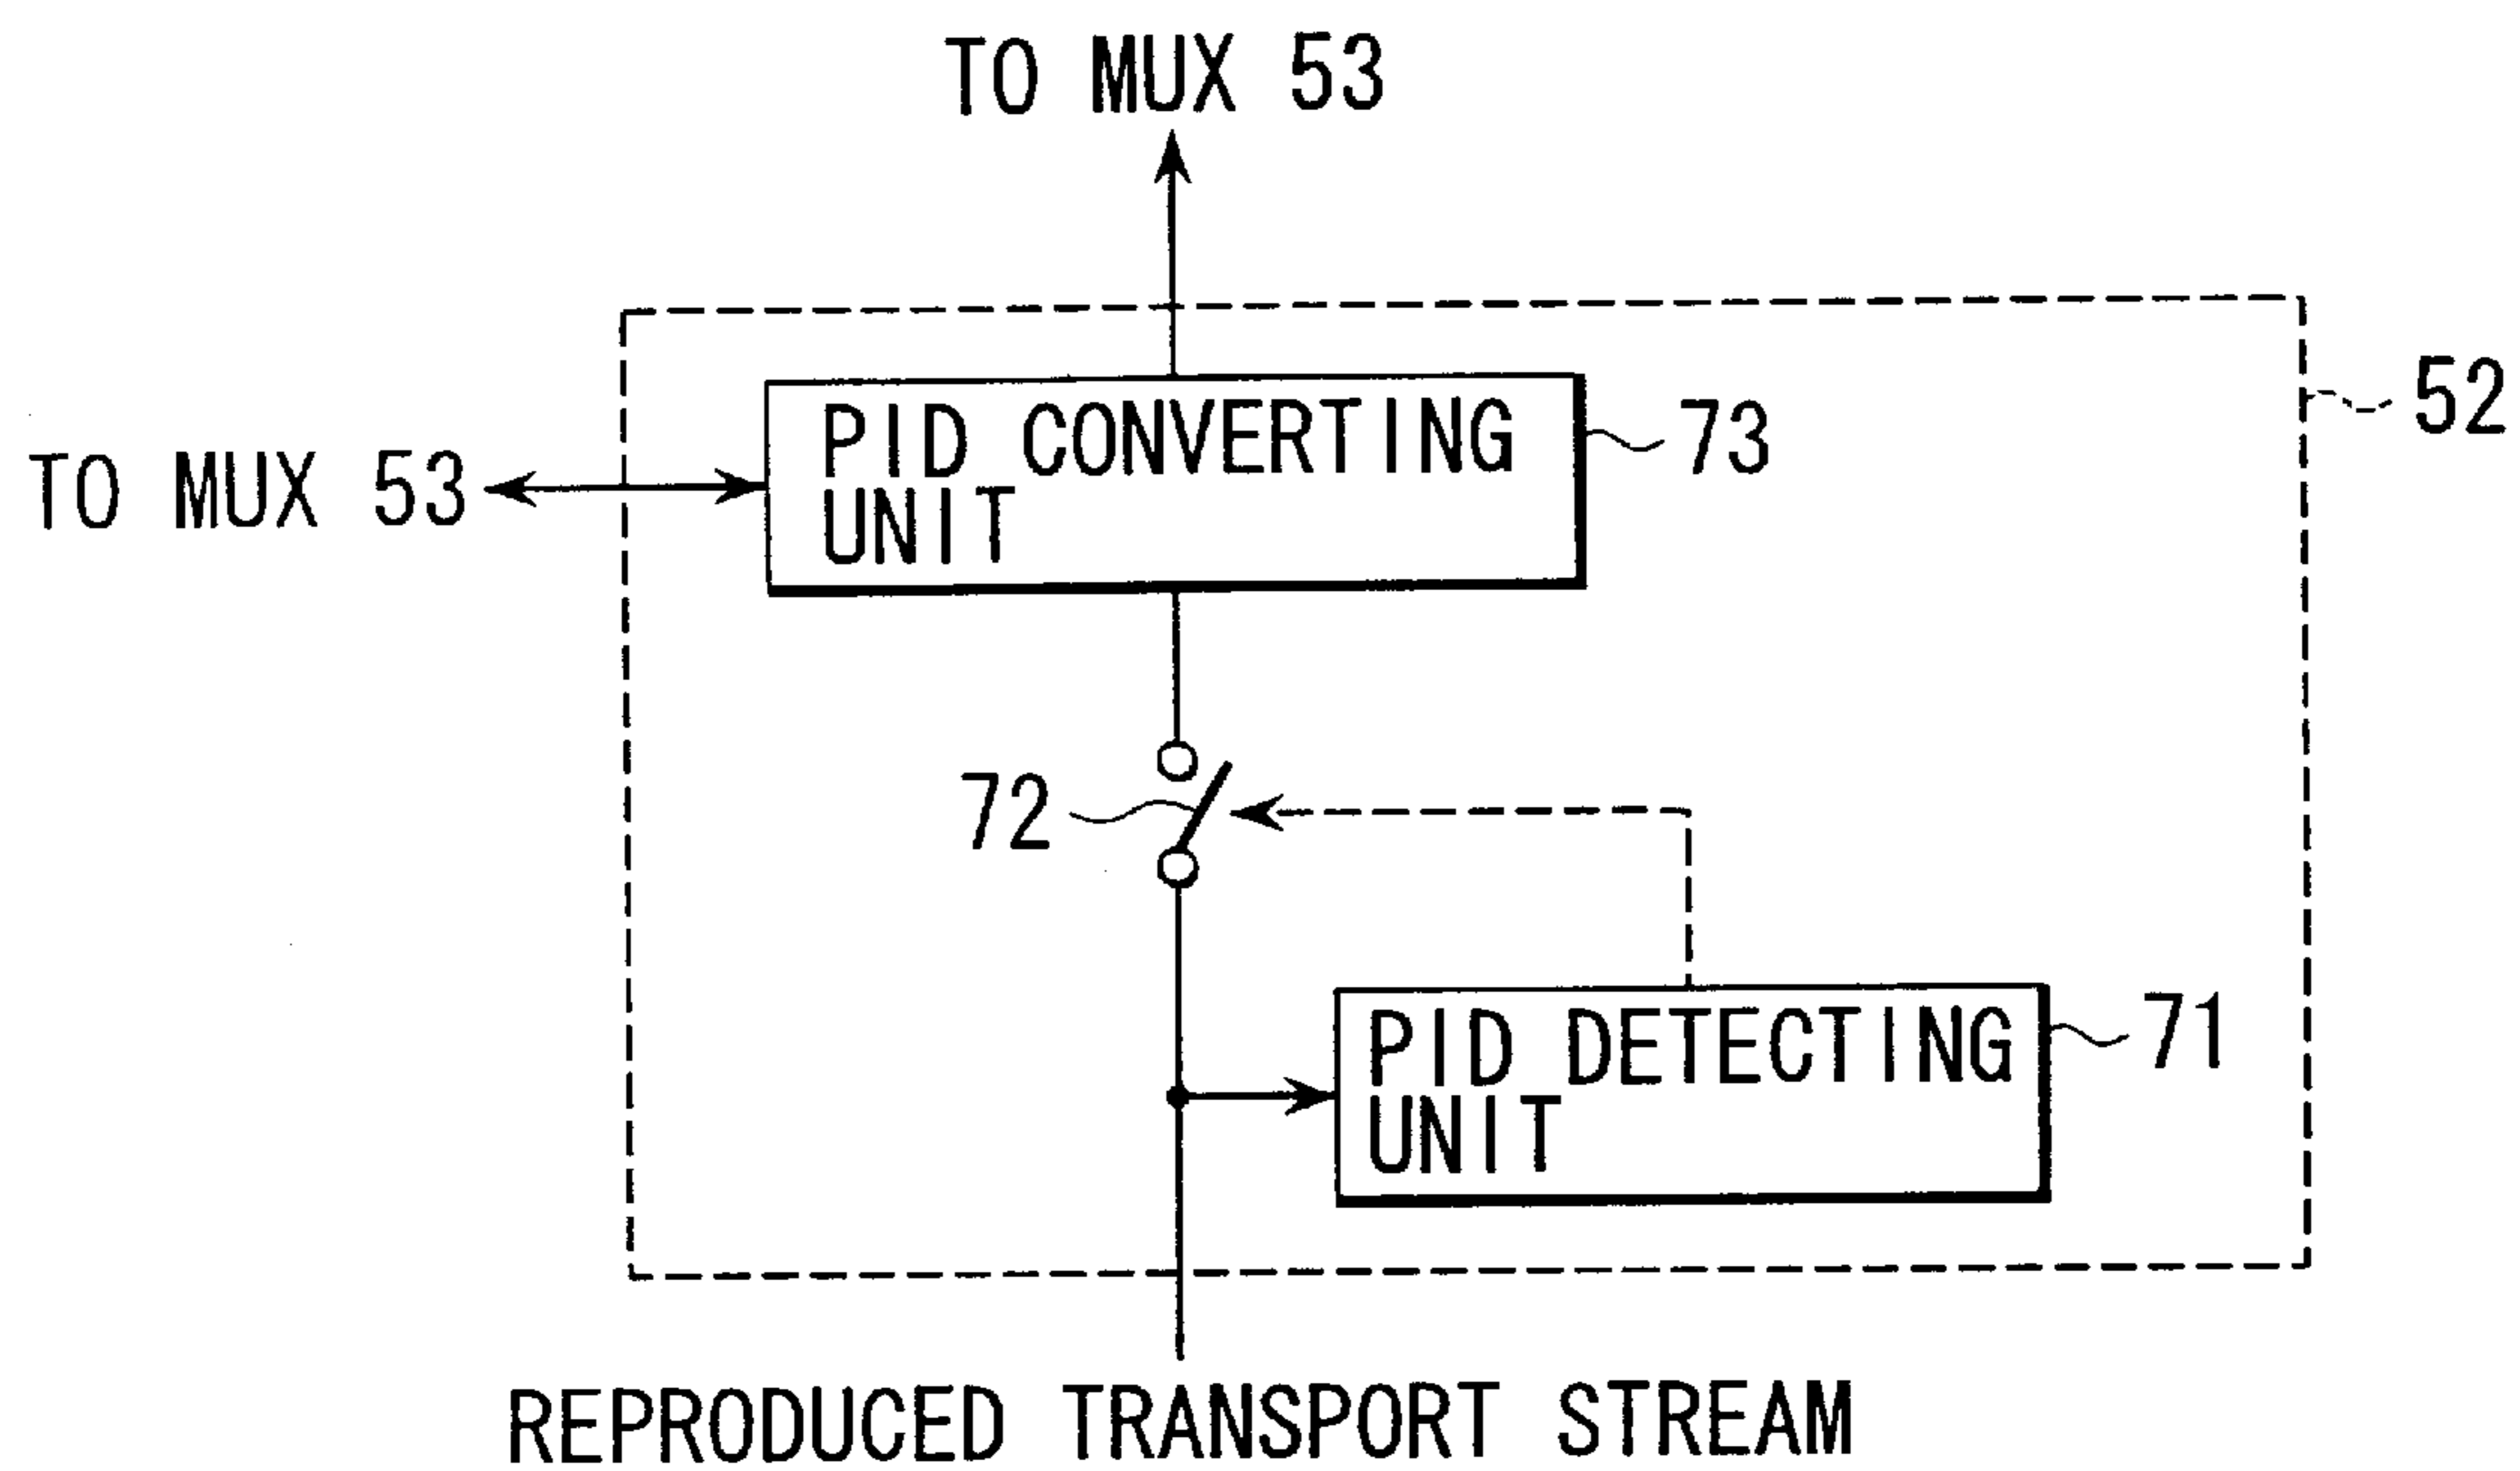 TO MUX 53
52
PID CONVERTING
UNIT
73
TO MUX 53
72
PID DETECTING
UNIT
71
REPRODUCED TRANSPORT STREAM